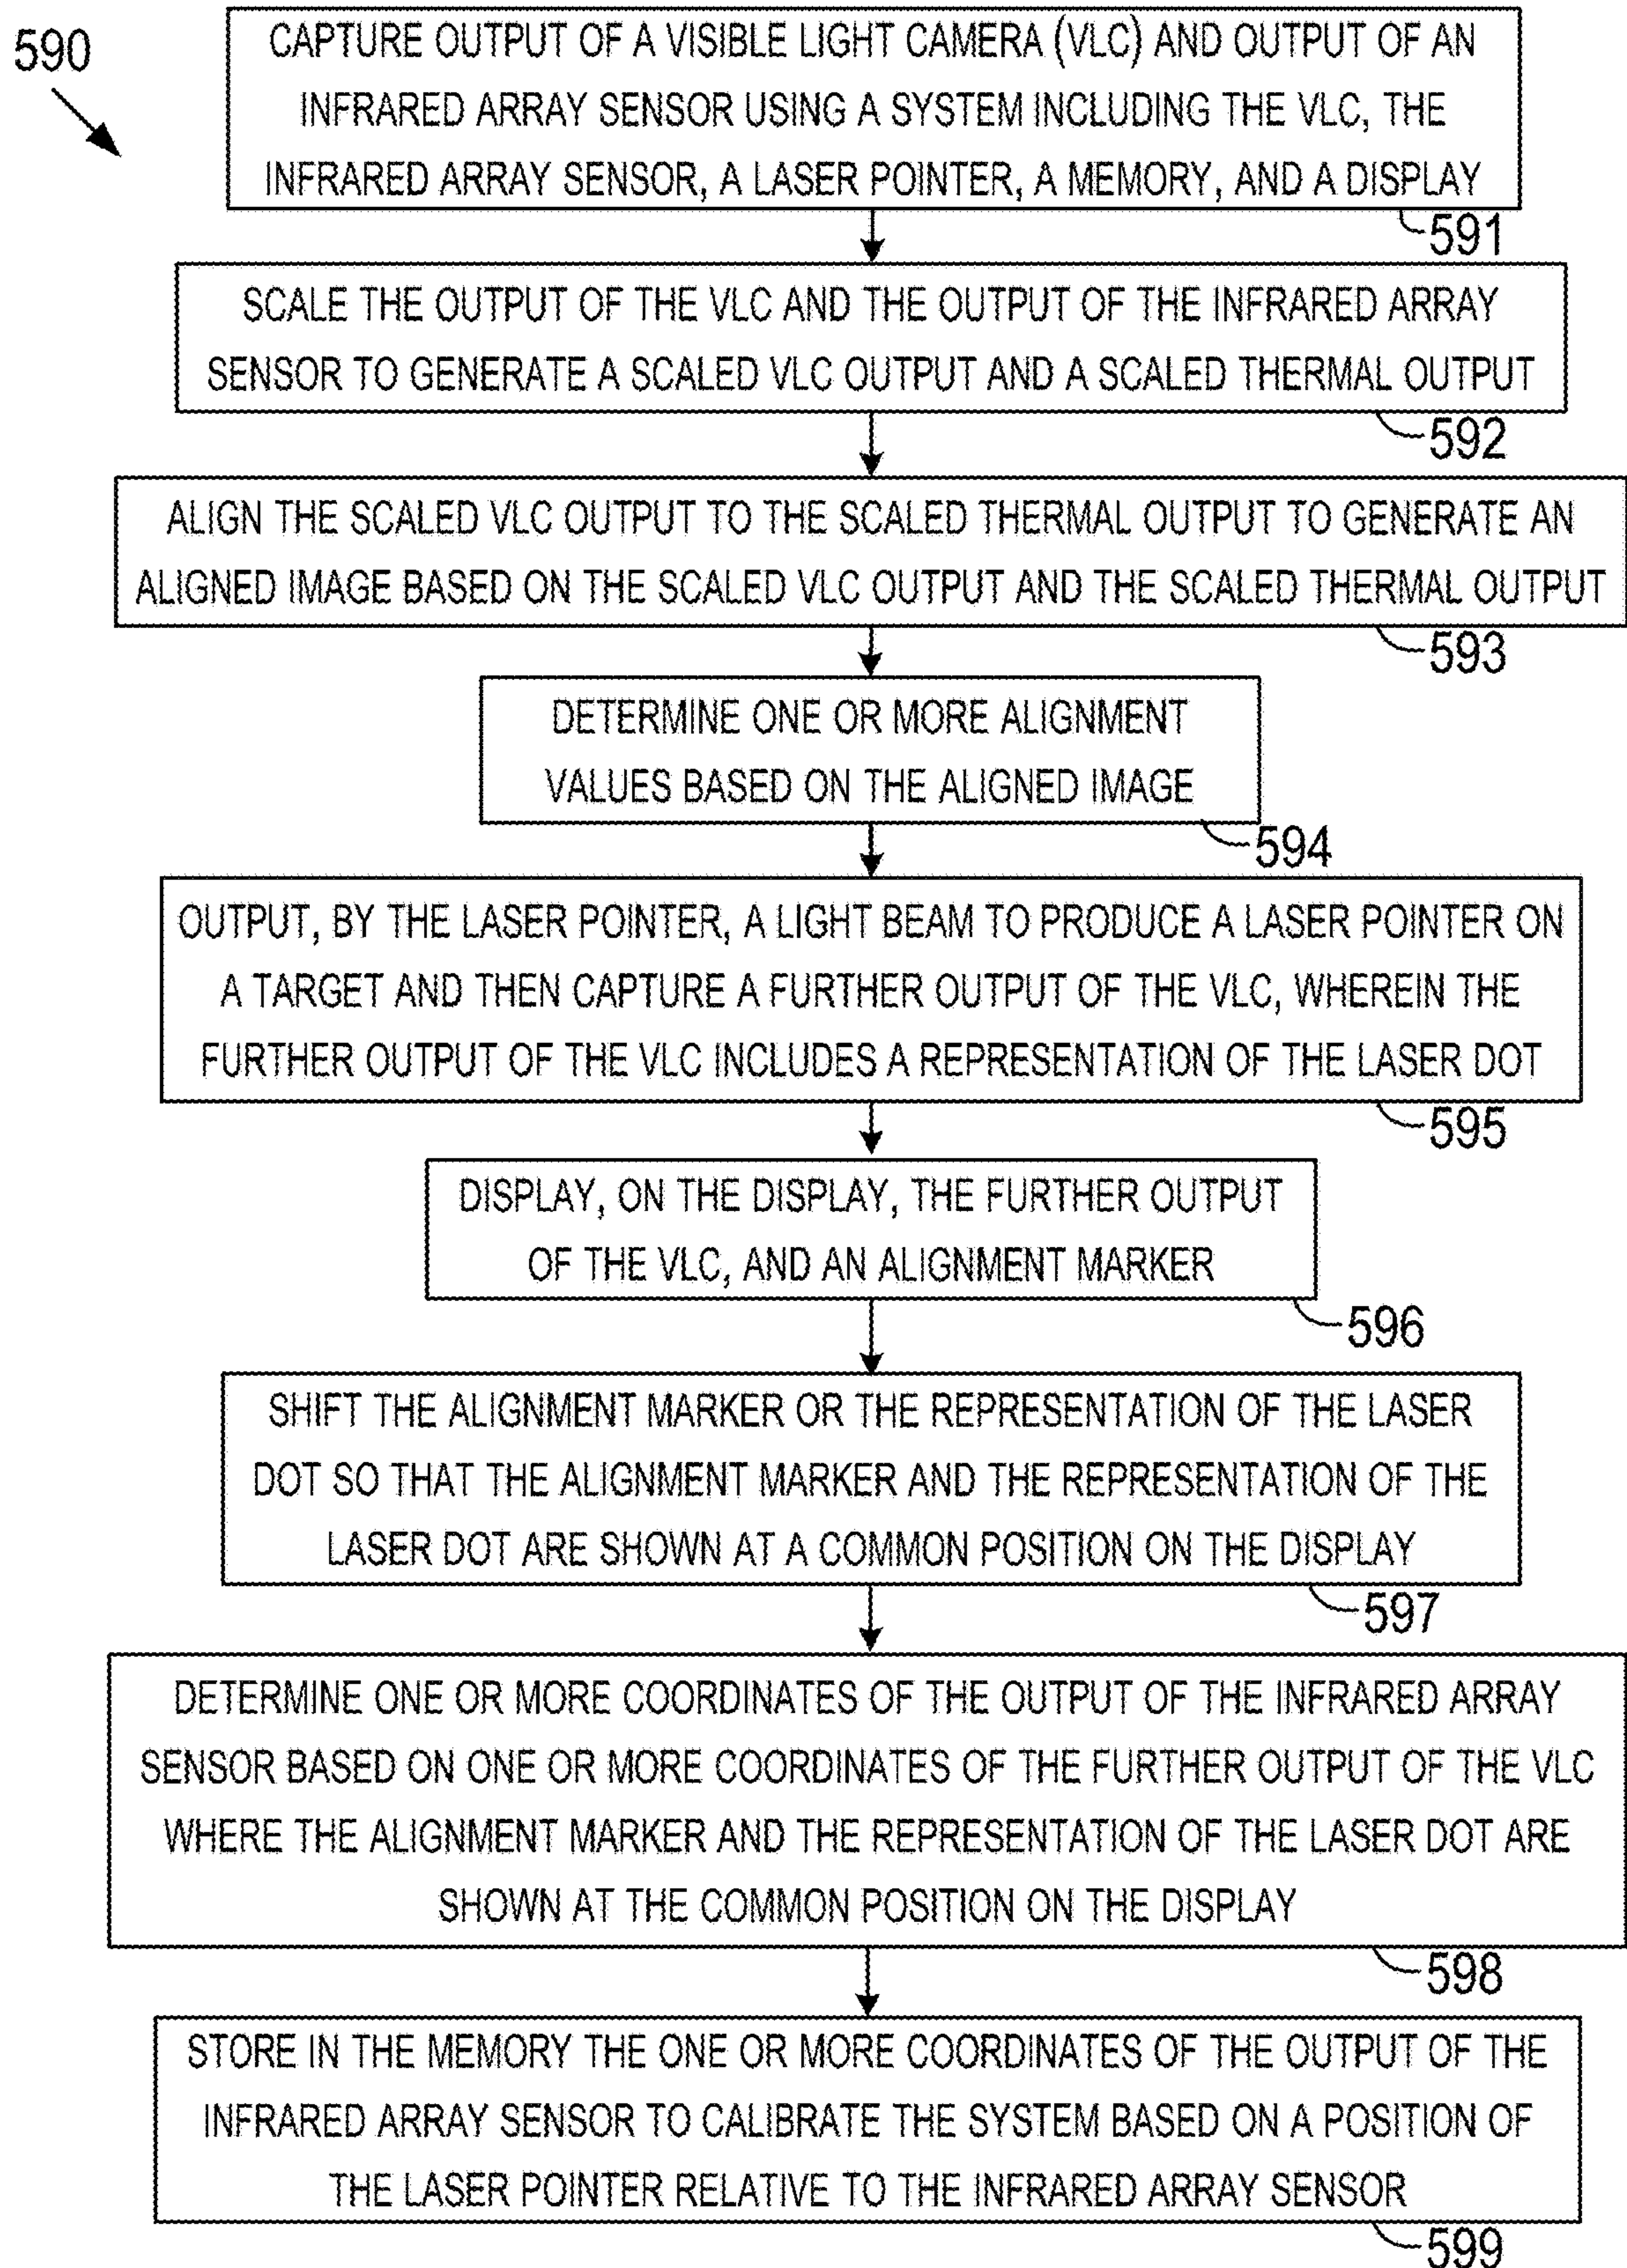 590
CAPTURE OUTPUT OF A VISIBLE LIGHT CAMERA (VLC) AND OUTPUT OF AN
INFRARED ARRAY SENSOR USING A SYSTEM INCLUDING THE VLC, THE
INFRARED ARRAY SENSOR, A LASER POINTER, A MEMORY, AND A DISPLAY
591
SCALE THE OUTPUT OF THE VLC AND THE OUTPUT OF THE INFRARED ARRAY
SENSOR TO GENERATE A SCALED VLC OUTPUT AND A SCALED THERMAL OUTPUT
592
ALIGN THE SCALED VLC OUTPUT TO THE SCALED THERMAL OUTPUT TO GENERATE AN
ALIGNED IMAGE BASED ON THE SCALED VLC OUTPUT AND THE SCALED THERMAL OUTPUT
593
DETERMINE ONE OR MORE ALIGNMENT
VALUES BASED ON THE ALIGNED IMAGE
594
OUTPUT, BY THE LASER POINTER, A LIGHT BEAM TO PRODUCE A LASER POINTER ON
A TARGET AND THEN CAPTURE A FURTHER OUTPUT OF THE VLC, WHEREIN THE
FURTHER OUTPUT OF THE VLC INCLUDES A REPRESENTATION OF THE LASER DOT
595
DISPLAY, ON THE DISPLAY, THE FURTHER OUTPUT
OF THE VLC, AND AN ALIGNMENT MARKER
596
SHIFT THE ALIGNMENT MARKER OR THE REPRESENTATION OF THE LASER
DOT SO THAT THE ALIGNMENT MARKER AND THE REPRESENTATION OF THE
LASER DOT ARE SHOWN AT A COMMON POSITION ON THE DISPLAY
597
DETERMINE ONE OR MORE COORDINATES OF THE OUTPUT OF THE INFRARED ARRAY
SENSOR BASED ON ONE OR MORE COORDINATES OF THE FURTHER OUTPUT OF THE VLC
WHERE THE ALIGNMENT MARKER AND THE REPRESENTATION OF THE LASER DOT ARE
SHOWN AT THE COMMON POSITION ON THE DISPLAY
598
STORE IN THE MEMORY THE ONE OR MORE COORDINATES OF THE OUTPUT OF THE
INFRARED ARRAY SENSOR TO CALIBRATE THE SYSTEM BASED ON A POSITION OF
THE LASER POINTER RELATIVE TO THE INFRARED ARRAY SENSOR
599